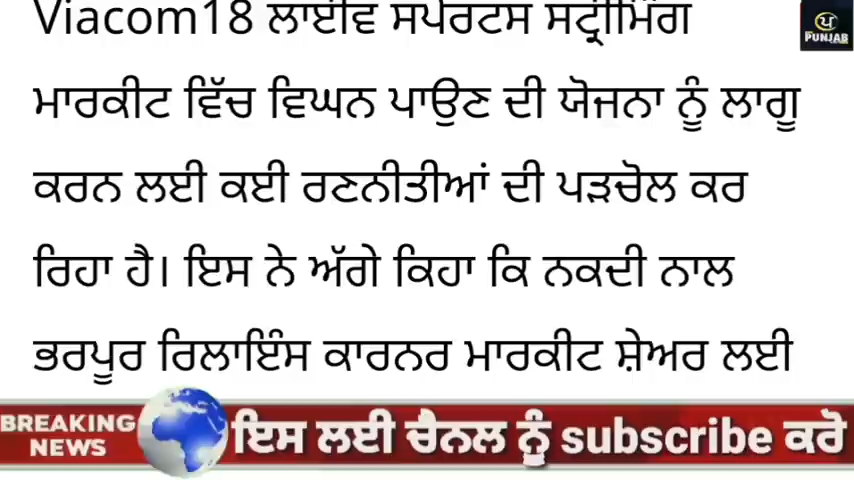 Viacom18 ਲਾਈਵ ਸਪੋਰਟਸ ਸਟ੍ਰੀਮਿੰਗ
ਮਾਰਕੀਟ ਵਿੱਚ ਵਿਘਨ ਪਾਉਣ ਦੀ ਯੋਜਨਾ ਨੂੰ ਲਾਗੂ
ਕਰਨ ਲਈ ਕਈ ਰਣਨੀਤੀਆਂ ਦੀ ਪੜਚੋਲ ਕਰ
ਰਿਹਾ ਹੈ। ਇਸ ਨੇ ਅੱਗੇ ਕਿਹਾ ਕਿ ਨਕਦੀ ਨਾਲ
ਭਰਪੂਰ ਰਿਲਾਇੰਸ ਕਾਰਨਰ ਮਾਰਕੀਟ ਸ਼ੇਅਰ ਲਈ
ਪ
PUNJAB
BREAKING
NEWS
ਇਸ ਲਈ ਚੈਨਲ ਨੂੰ subscribe ਕਰੋ